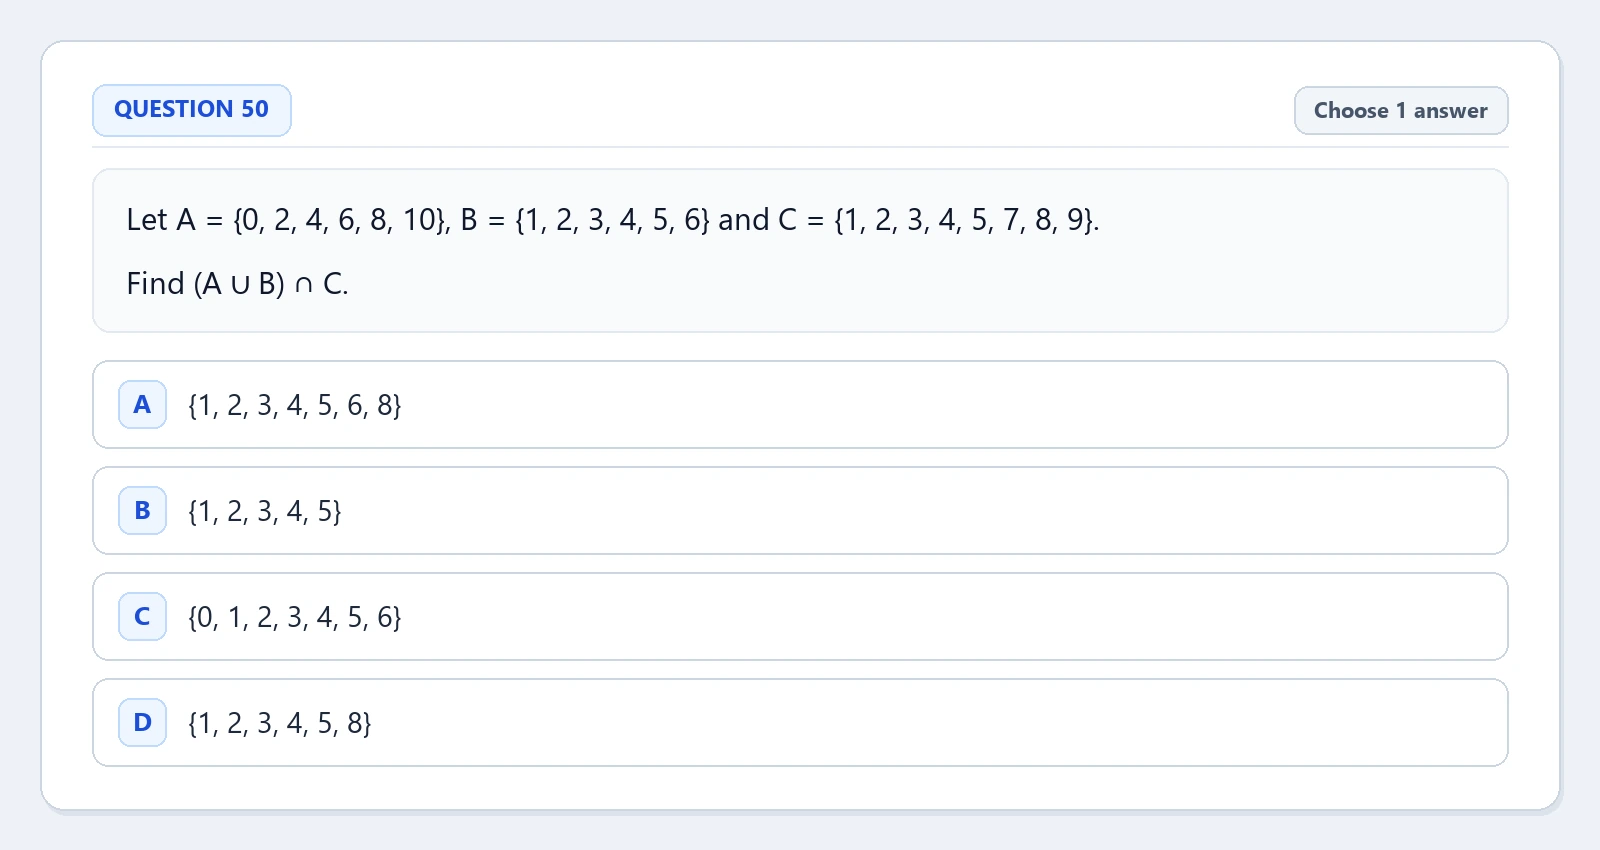 QUESTION 50
Choose 1 answer
Let A = {0, 2, 4, 6, 8, 10}, B = {1, 2, 3, 4, 5, 6} and C = {1, 2, 3, 4, 5, 7, 8, 9}.
Find (A ∪ B) ∩ C.
A {1, 2, 3, 4, 5, 6, 8}
B {1, 2, 3, 4, 5}
C {0, 1, 2, 3, 4, 5, 6}
D {1, 2, 3, 4, 5, 8}